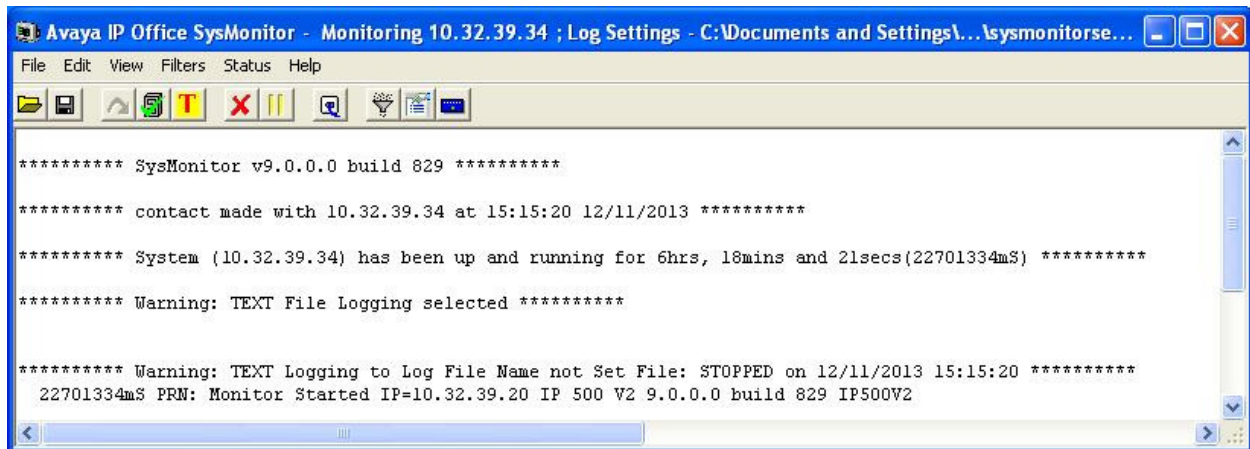 Avaya IP Office SysMonitor - Monitoring 10.32.39.34 ; Log Settings - C:\Documents and Settings\...\sysmonitorse...
File Edit View Filters Status Help
T
********** SysMonitor v9.0.0.0 build 829 **********
********** contact made with 10.32.39.34 at 15:15:20 12/11/2013 **********
********** System (10.32.39.34) has been up and running for 6hrs, 18mins and 21secs(22701334mS) **********
********** Warning: TEXT File Logging selected **********
********** Warning: TEXT Logging to Log File Name not Set File: STOPPED on 12/11/2013 15:15:20 **********
22701334mS PRN: Monitor Started IP=10.32.39.20 IP 500 V2 9.0.0.0 build 829 IP500V2